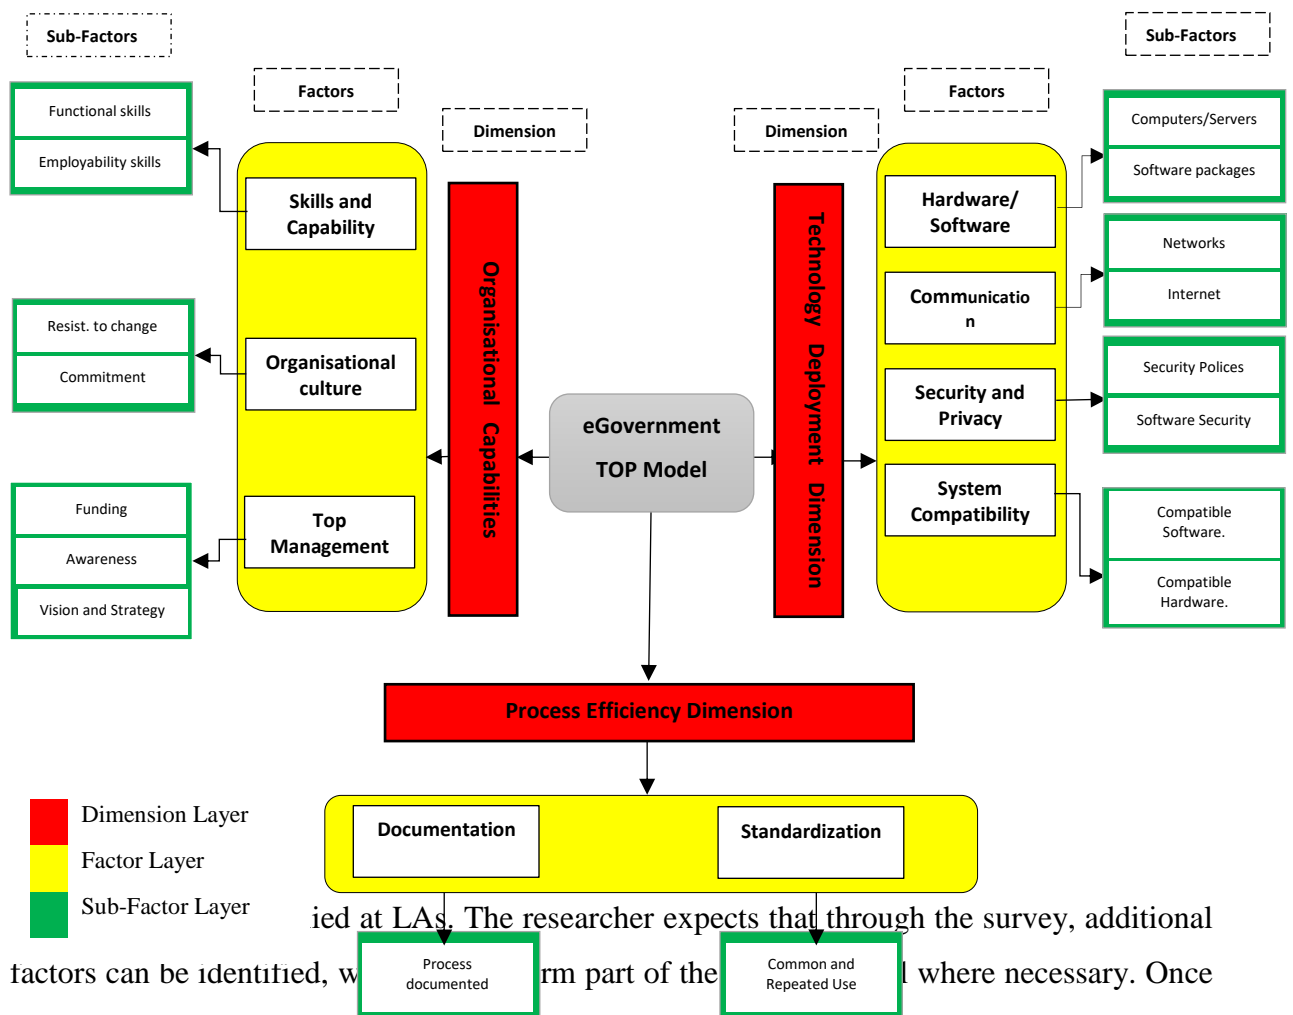 Sub-Factors
Sub-Factors
Factors
Factors
Dimension
Dimension
Functional skills
Employability skills
Resist. to change
Commitment
Funding
Awareness
Vision and Strategy
Skills and
Capability
Organisational
culture
Top
Management
Organisational Capabilities
eGovernment
TOP Model
Technology Deployment Dimension
Hardware/
Software
Communicatio
n
Security and
Privacy
System
Compatibility
Computers/Servers
Software packages
Networks
Internet
Security Polices
Software Security
Compatible
Software.
Compatible
Hardware.
Process Efficiency Dimension
Documentation
Standardization
Dimension Layer
Factor Layer
Sub-Factor Layer
at LAs. The researcher expects that through the survey, additional
factors can be identified, part of the where necessary. Once
Process
documented
Common and
Repeated Use